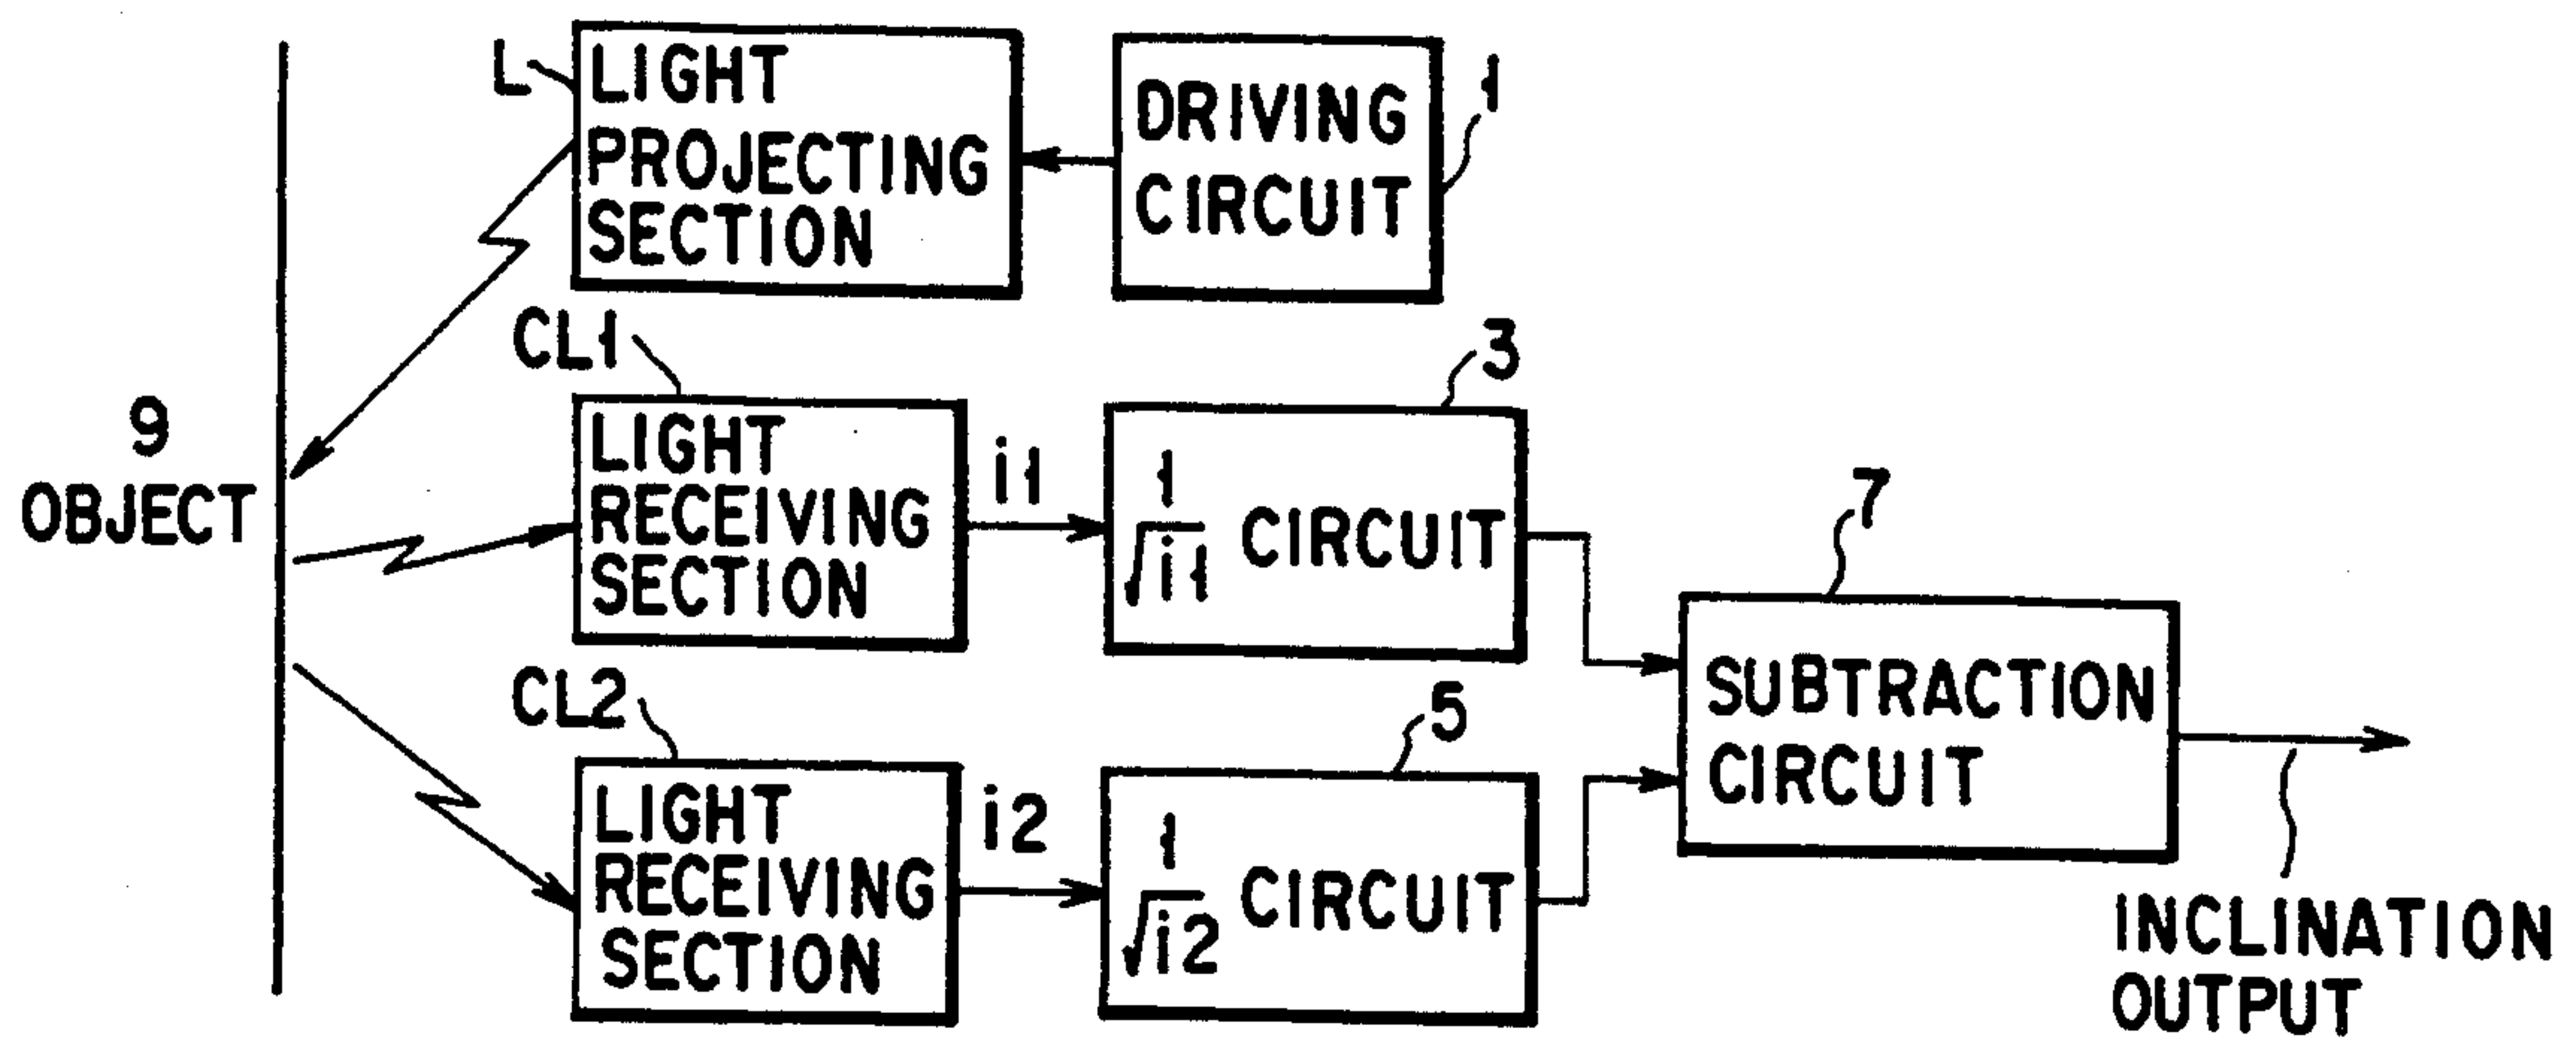 L
LIGHT
PROJECTING
SECTION
DRIVING
CIRCUIT
1
9
OBJECT
CL1
LIGHT
RECEIVING
SECTION
i1
3
1
√i1 CIRCUIT
CL2
LIGHT
RECEIVING
SECTION
i2
5
1
√i2 CIRCUIT
7
SUBTRACTION
CIRCUIT
INCLINATION
OUTPUT